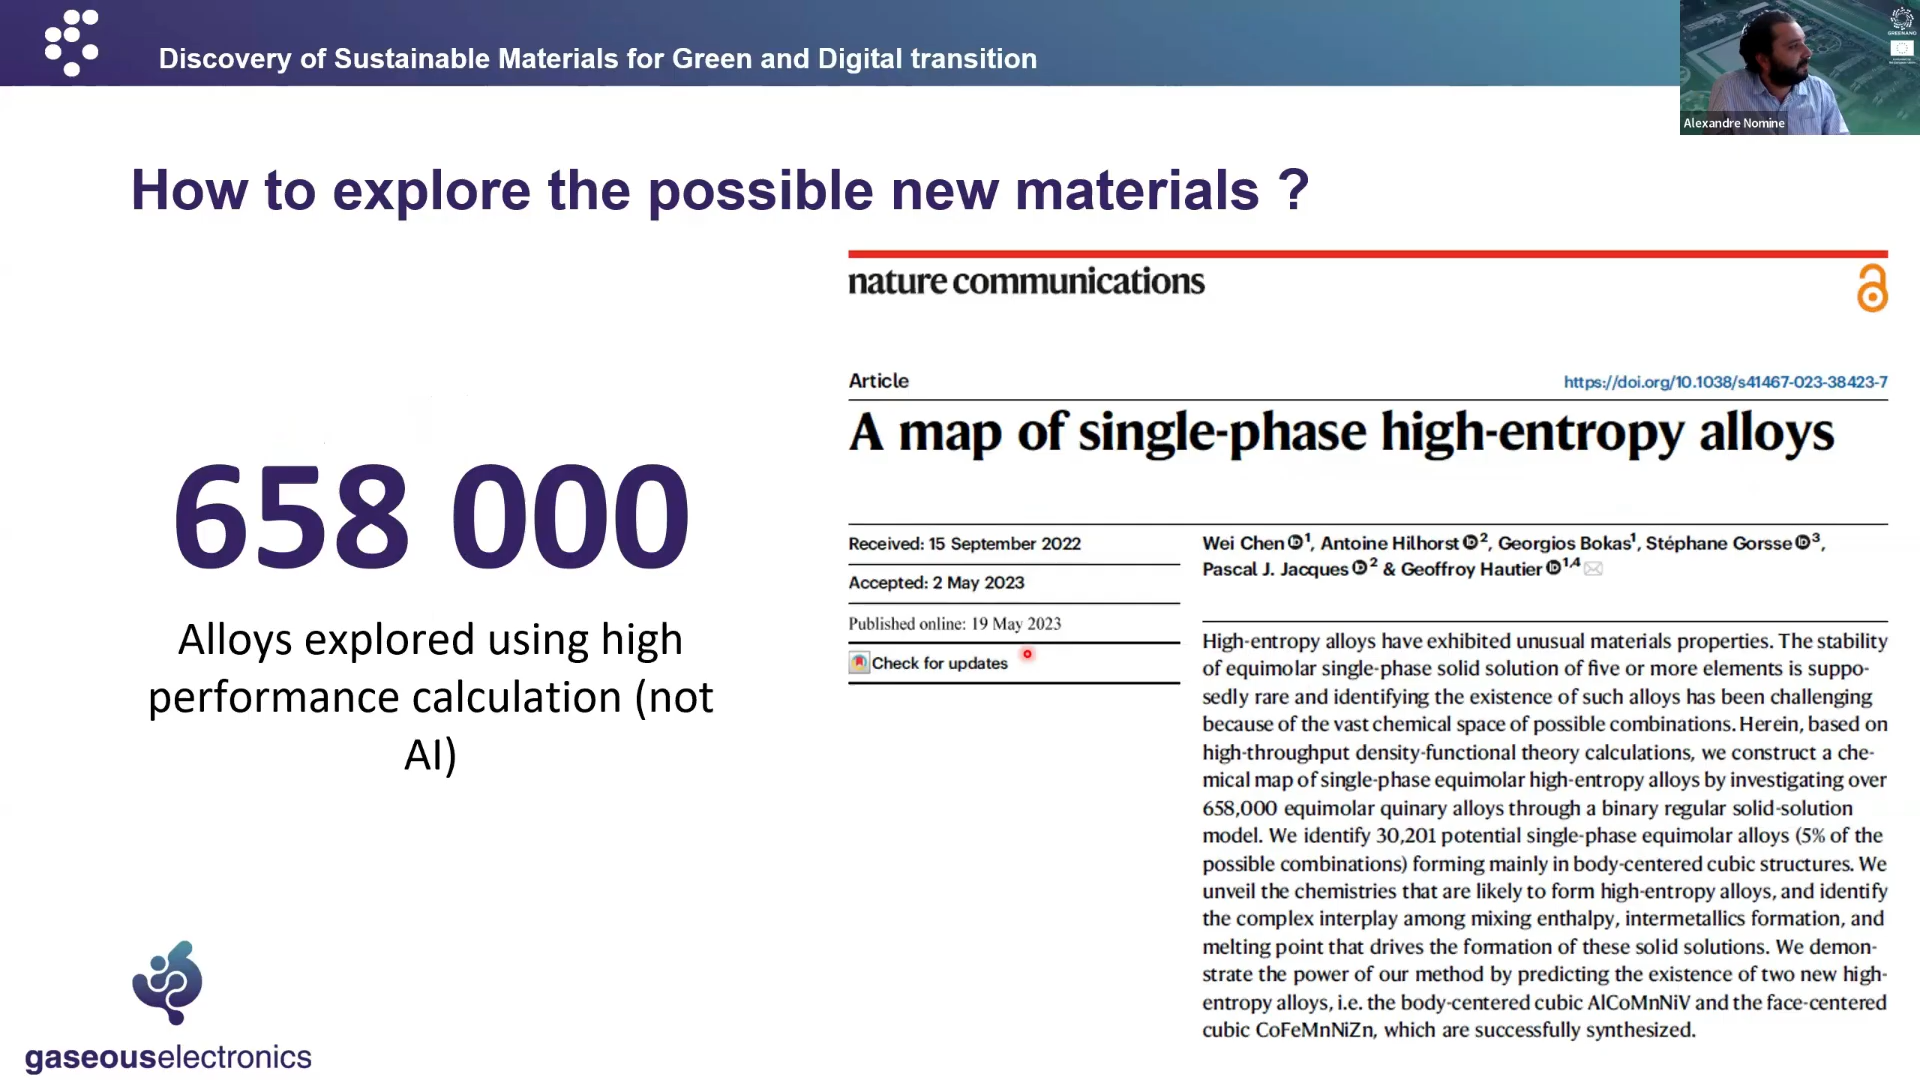 Discovery of Sustainable Materials for Green and Digital transition
Alexandre Nomine
How to explore the possible new materials ?
658 000
Alloys explored using high
performance calculation (not
AI)
gaseouselectronics
nature communications
Article
https://doi.org/10.1038/s41467-023-38423-7
A map of single-phase high-entropy alloys
Received: 15 September 2022
Accepted: 2 May 2023
Published online: 19 May 2023
Check for updates
Wei Chen 1, Antoine Hilhorst 2, Georgios Bokas1, Stéphane Gorsse 3,
Pascal J. Jacques 2 & Geoffroy Hautier 1,4
High-entropy alloys have exhibited unusual materials properties. The stability
of equimolar single-phase solid solution of five or more elements is suppo-
sedly rare and identifying the existence of such alloys has been challenging
because of the vast chemical space of possible combinations. Herein, based on
high-throughput density-functional theory calculations, we construct a che-
mical map of single-phase equimolar high-entropy alloys by investigating over
658,000 equimolar quinary alloys through a binary regular solid-solution
model. We identify 30,201 potential single-phase equimolar alloys (5% of the
possible combinations) forming mainly in body-centered cubic structures. We
unveil the chemistries that are likely to form high-entropy alloys, and identify
the complex interplay among mixing enthalpy, intermetallics formation, and
melting point that drives the formation of these solid solutions. We demon-
strate the power of our method by predicting the existence of two new high-
entropy alloys, i.e. the body-centered cubic AlCoMnNiV and the face-centered
cubic CoFeMnNiZn, which are successfully synthesized.